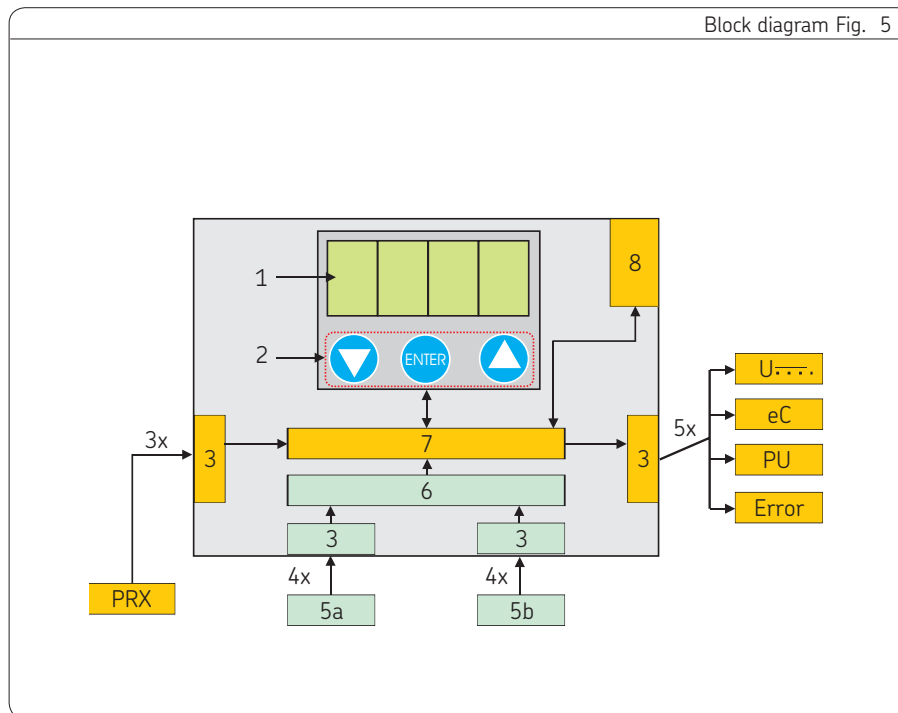 Block diagram Fig. 5
1
8
2
ENTER
U
5x
eC
3x
3
7
3
PU
6
Error
3
3
4x
4x
PRX
5a
5b